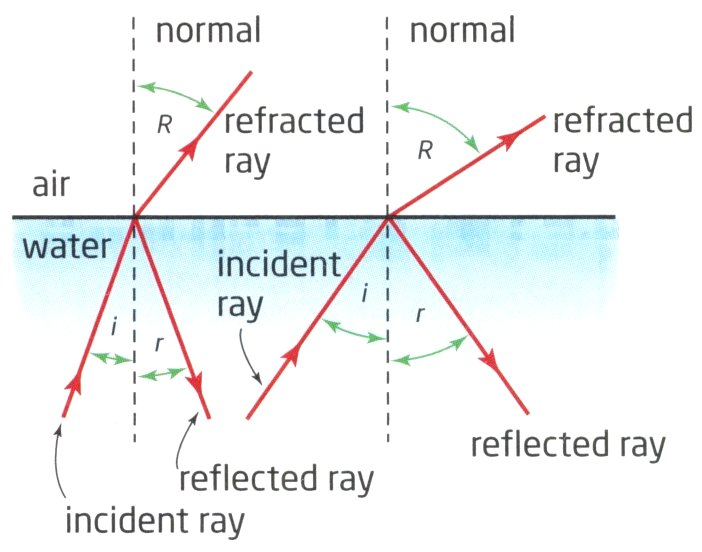 normal
normal
R
refracted
ray
R
refracted
ray
air
water
incident
ray
i
r
i
r
reflected ray
reflected ray
incident ray